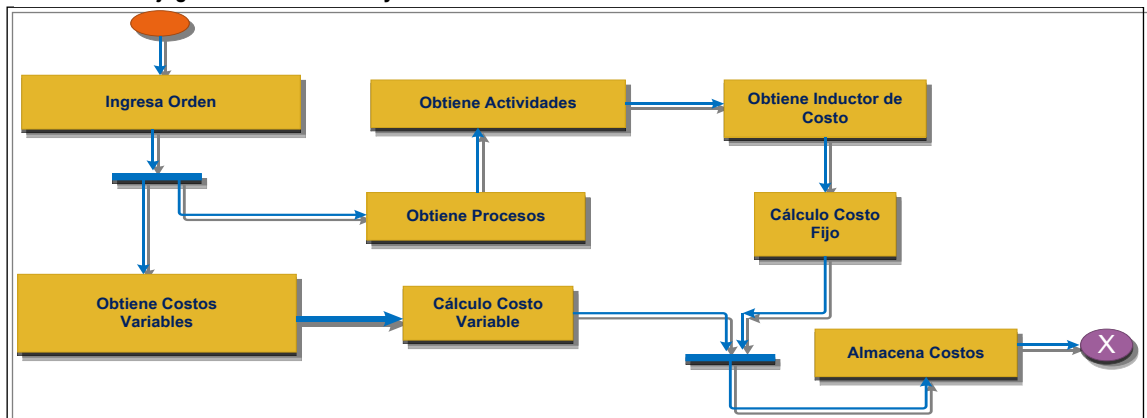 Ingresa Orden
Obtiene Actividades
Obtiene Inductor de
Costo
Obtiene Procesos
Cálculo Costo
Fijo
Obtiene Costos
Variables
Cálculo Costo
Variable
Almacena Costos
X